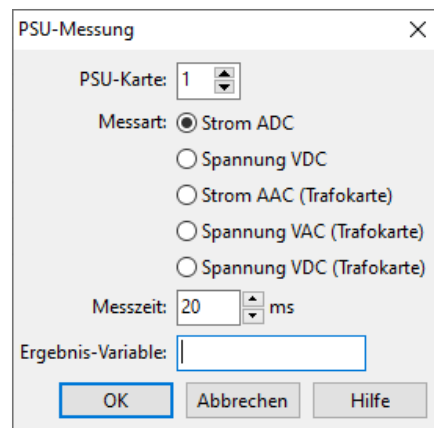 PSU-Messung
PSU-Karte: 1
Messart: Strom ADC
Spannung VDC
Strom AAC (Trafokarte)
Spannung VAC (Trafokarte)
Spannung VDC (Trafokarte)
Messzeit: 20 ms
Ergebnis-Variable:
OK Abbrechen Hilfe